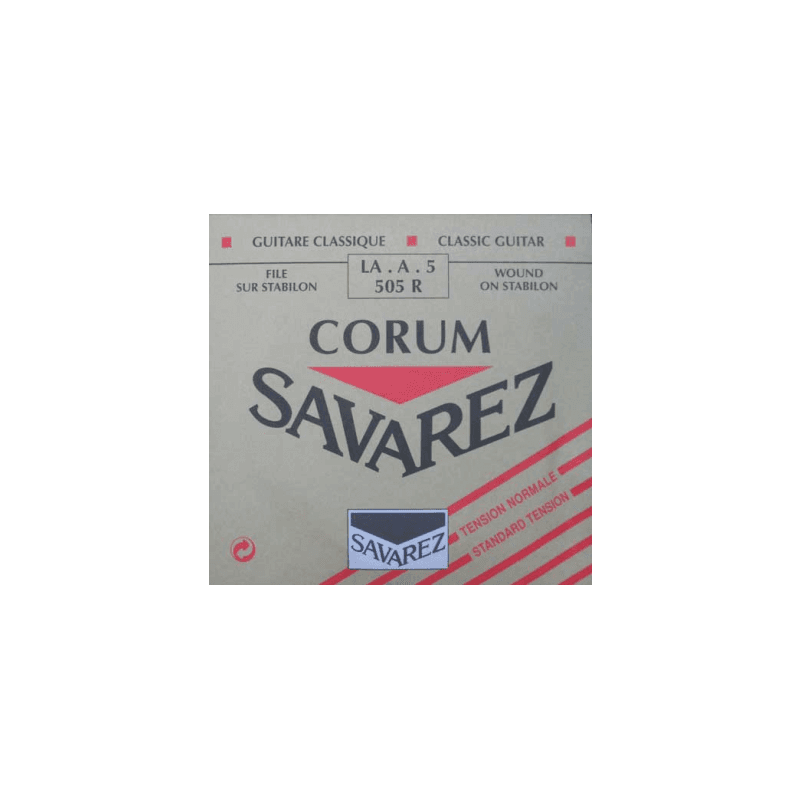 GUITARE CLASSIQUE
CLASSIC GUITAR
FILE
SUR STABILON
LA . A . 5
505 R
WOUND
ON STABILON
CORUM
SAVAREZ
TENSION NORMALE
STANDARD TENSION
SAVAREZ